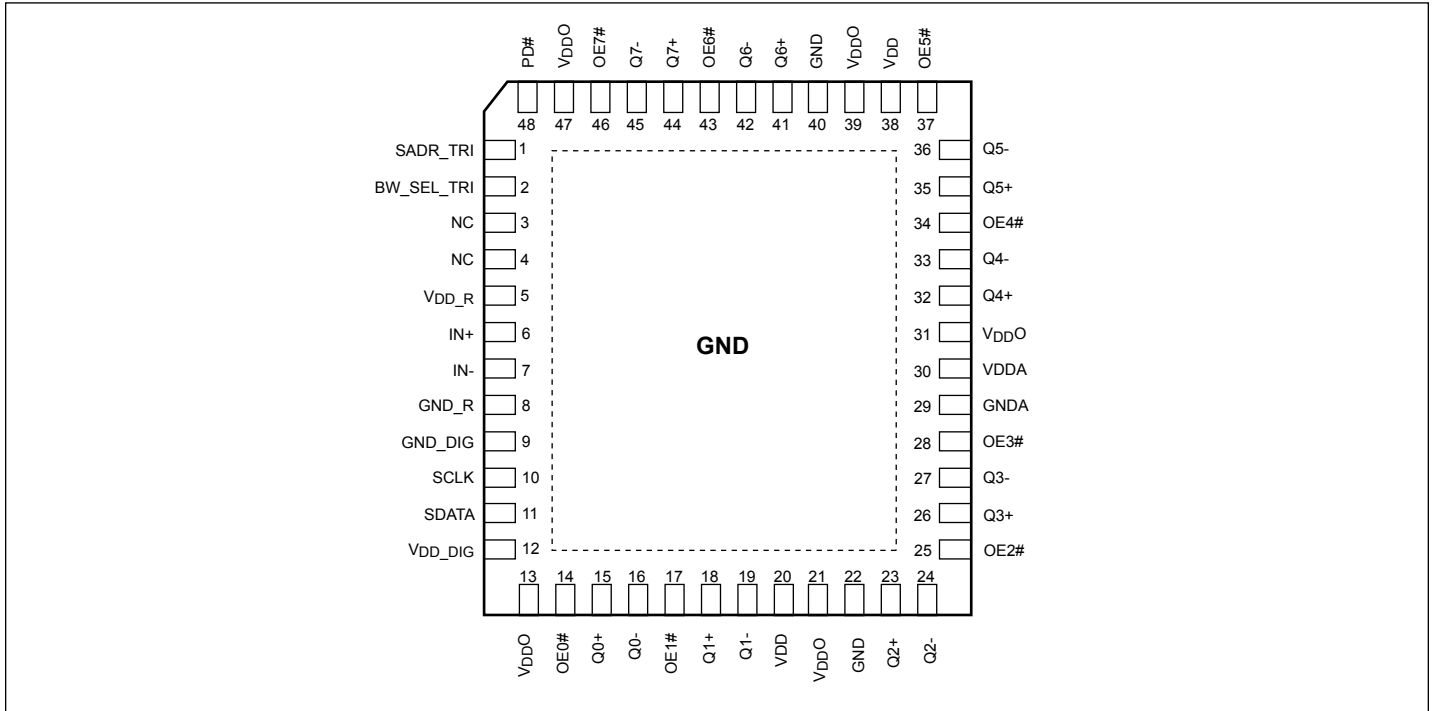 PD# VDDO OE7# Q7- Q7+ OE6# Q6- Q6+ GND VDDO VDD OE5#
48 47 46 45 44 43 42 41 40 39 38 37
SADR_TRI 1 36 Q5-
BW_SEL_TRI 2 35 Q5+
NC 3 34 OE4#
NC 4 33 Q4-
VDD_R 5 32 Q4+
IN+ 6 31 VDDO
GND
IN- 7 30 VDDA
GND_R 8 29 GNDA
GND_DIG 9 28 OE3#
SCLK 10 27 Q3-
SDATA 11 26 Q3+
VDD_DIG 12 25 OE2#
13 14 15 16 17 18 19 20 21 22 23 24
VDDO OE0# Q0+ Q0- OE1# Q1+ Q1- VDD VDDO GND Q2+ Q2-